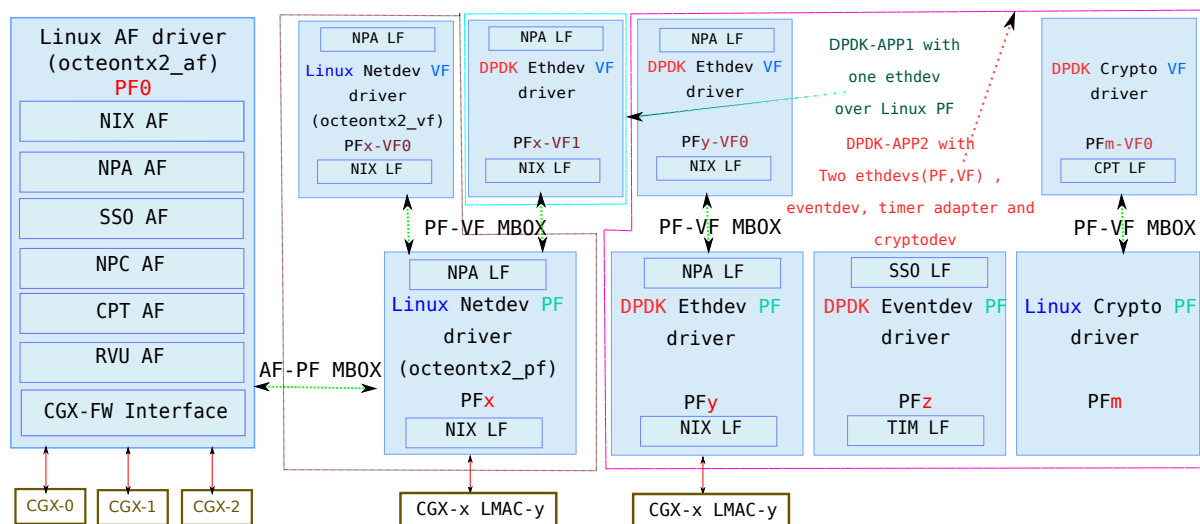 Linux AF driver
(octeontx2_af)
PF0
NIX AF
NPA AF
SSO AF
NPC AF
CPT AF
RVU AF
CGX-FW Interface
CGX-0
CGX-1
CGX-2
AF-PF MBOX
NPA LF
Linux Netdev VF
driver
(octeontx2_vf)
PFx-VF0
NIX LF
NPA LF
DPDK Ethdev VF
driver
PFx-VF1
NIX LF
NPA LF
DPDK Ethdev VF
driver
PFy-VF0
NIX LF
DPDK-APP1 with
one ethdev
over Linux PF
DPDK-APP2 with
Two ethdevs(PF,VF) ,
eventdev, timer adapter and
cryptodev
DPDK Crypto VF
driver
PFm-VF0
CPT LF
PF-VF MBOX
PF-VF MBOX
PF-VF MBOX
NPA LF
Linux Netdev PF
driver
(octeontx2_pf)
PFx
NIX LF
CGX-x LMAC-y
NPA LF
DPDK Ethdev PF
driver
PFy
NIX LF
CGX-x LMAC-y
SSO LF
DPDK Eventdev PF
driver
PFz
TIM LF
Linux Crypto PF
driver
PFm